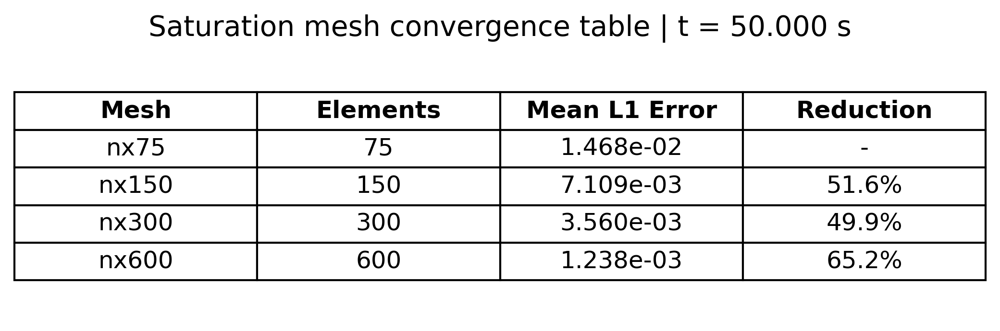 Saturation mesh convergence table | t = 50.000 s
Mesh Elements Mean L1 Error Reduction
nx75 75 1.468e-02 -
nx150 150 7.109e-03 51.6%
nx300 300 3.560e-03 49.9%
nx600 600 1.238e-03 65.2%